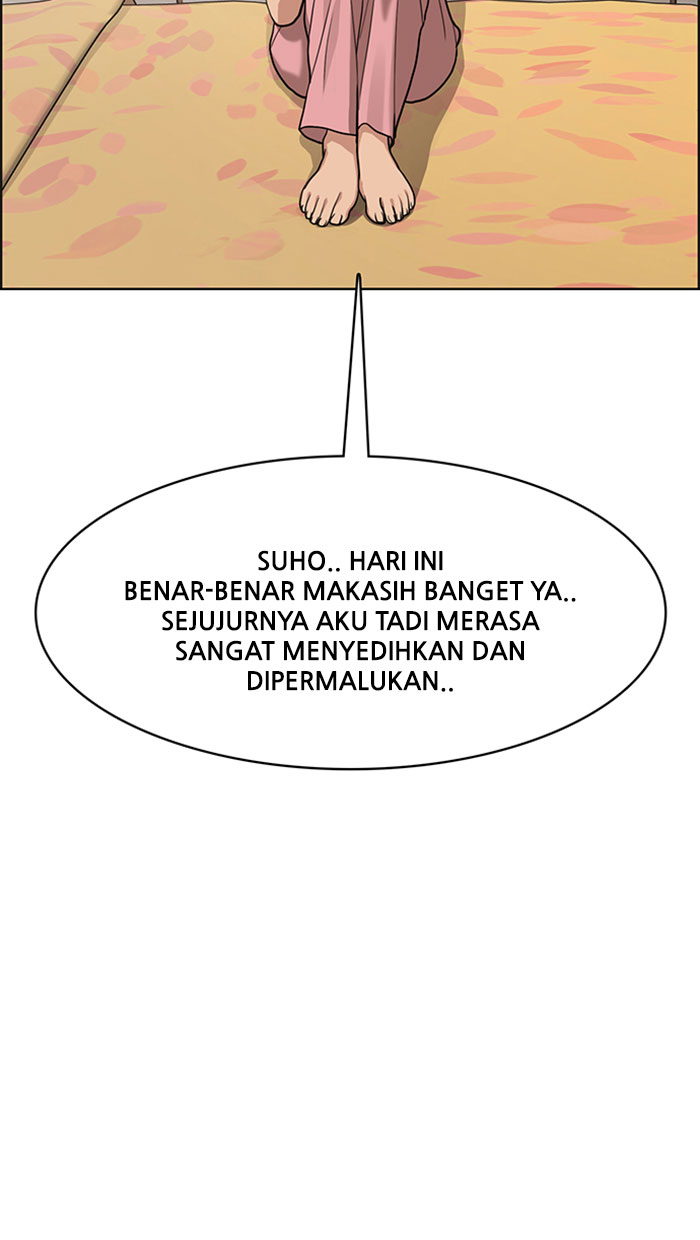 SUHO.. HARI INI
BENAR-BENAR MAKASIH BANGET YA..
SEJUJURNYA AKU TADI MERASA
SANGAT MENYEDIHKAN DAN
DIPERMALUKAN..